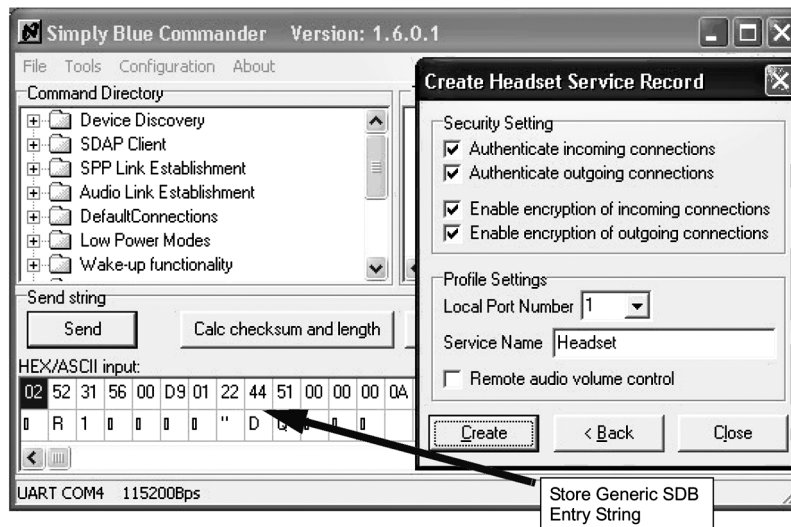 Simply Blue Commander Version: 1.6.0.1
File Tools Configuration About
Command Directory
Device Discovery
SDAP Client
SPP Link Establishment
Audio Link Establishment
DefaultConnections
Low Power Modes
Wake-up functionality
Send string
Send
Calc checksum and length
HEX/ASCII input:
02 52 31 56 00 D9 01 22 44 51 00 00 00 0A
R 1 " D Q
UART COM4 115200Bps
Create Headset Service Record
Security Setting
Authenticate incoming connections
Authenticate outgoing connections
Enable encryption of incoming connections
Enable encryption of outgoing connections
Profile Settings
Local Port Number 1
Service Name Headset
Remote audio volume control
Create
< Back
Close
Store Generic SDB
Entry String